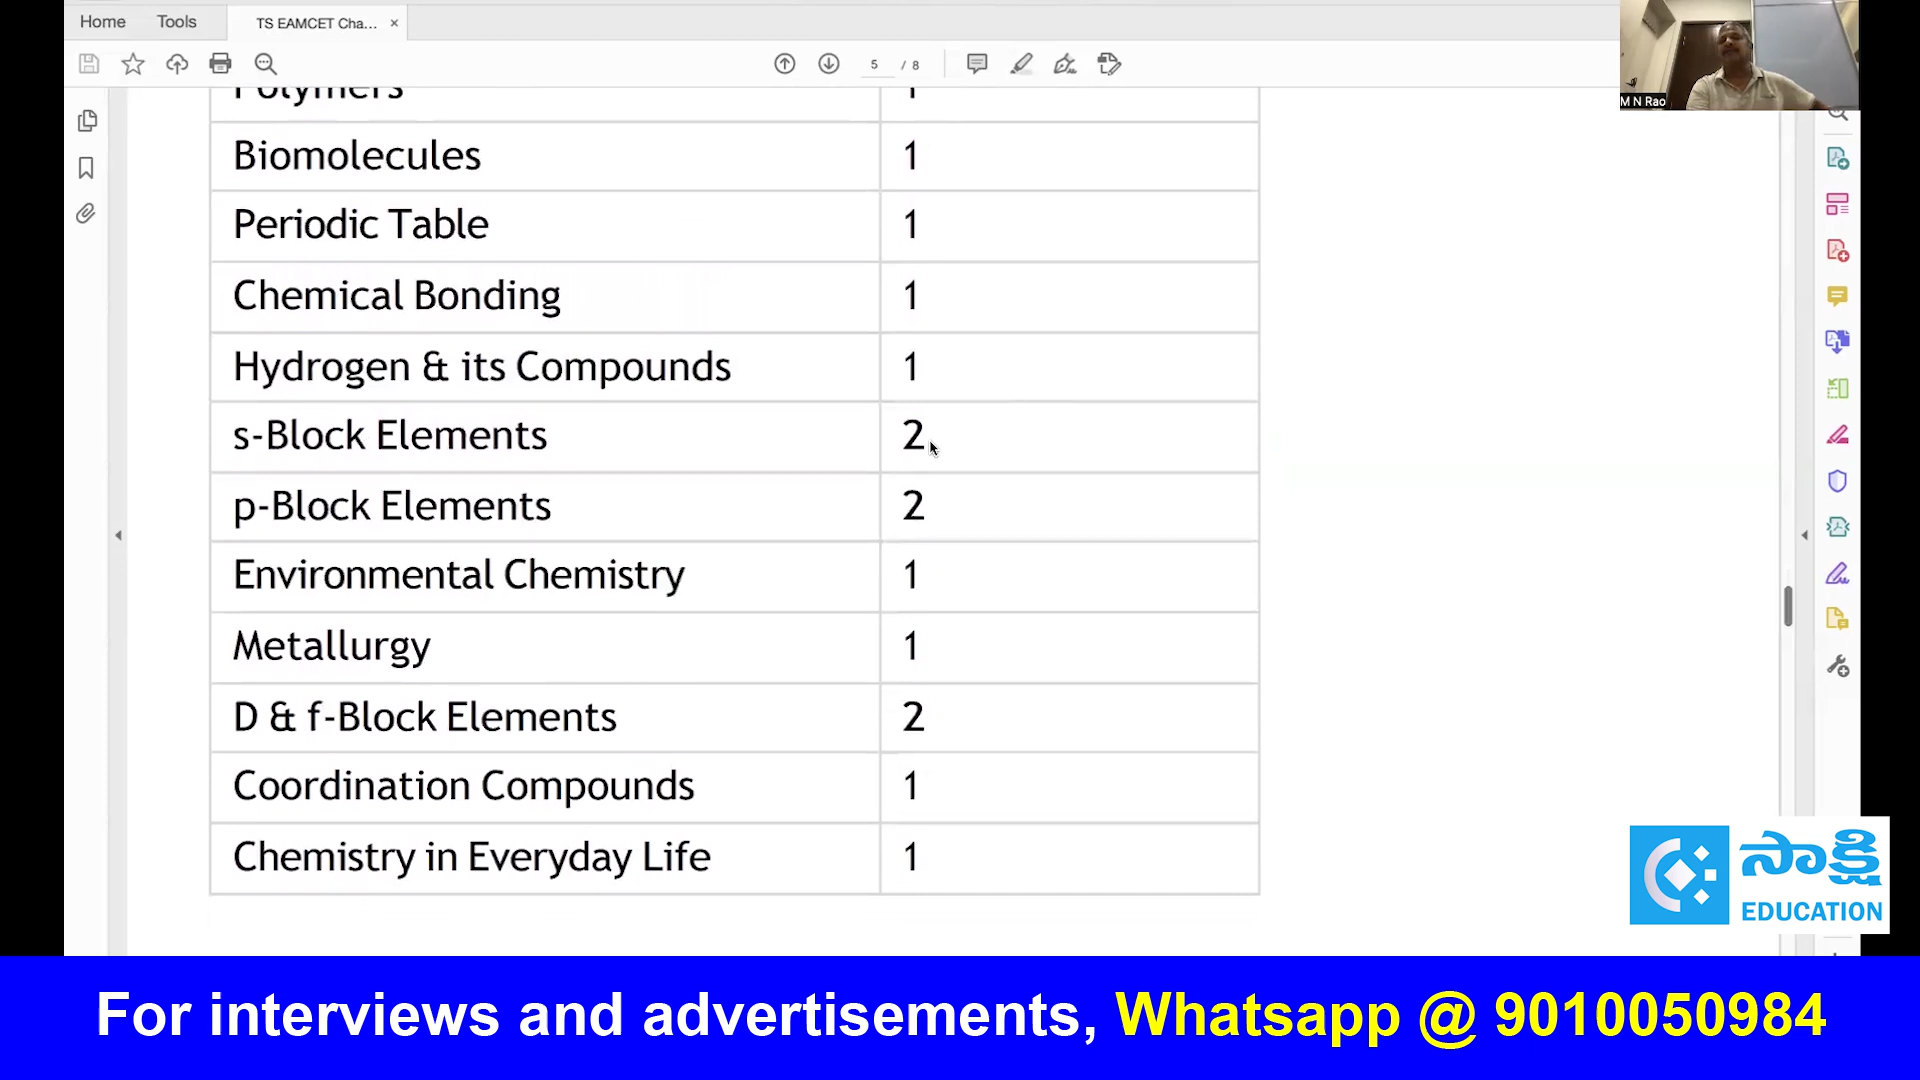 Home Tools TS EAMCET Cha... ×
5 / 8
M N Rao
Polymers 1
Biomolecules 1
Periodic Table 1
Chemical Bonding 1
Hydrogen & its Compounds 1
s-Block Elements 2
p-Block Elements 2
Environmental Chemistry 1
Metallurgy 1
D & f-Block Elements 2
Coordination Compounds 1
Chemistry in Everyday Life 1
సాక్షి
EDUCATION
For interviews and advertisements, Whatsapp @ 9010050984